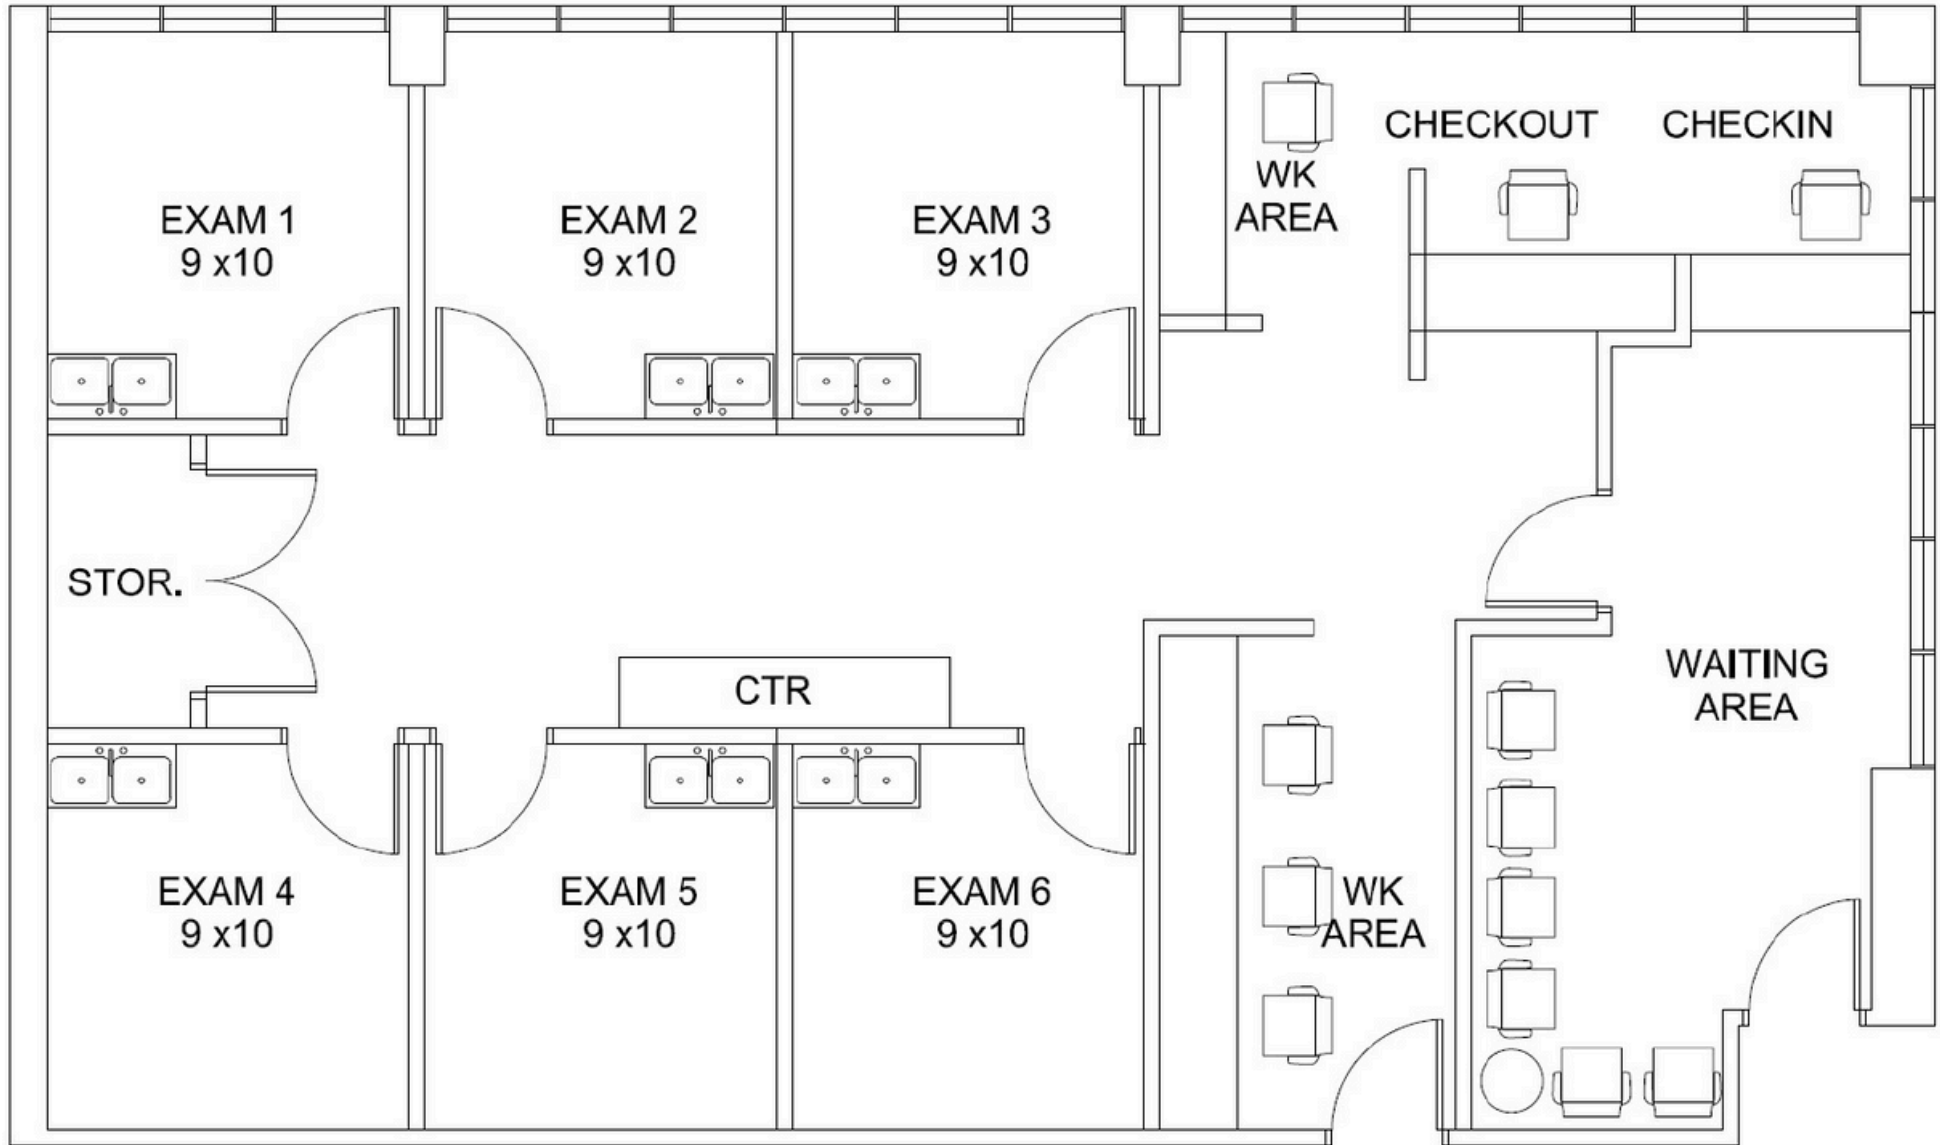 CHECKOUT
CHECKIN
WK
AREA
EXAM 1
9 x10
EXAM 2
9 x10
EXAM 3
9 x10
STOR.
CTR
WAITING
AREA
EXAM 4
9 x10
EXAM 5
9 x10
EXAM 6
9 x10
WK
AREA